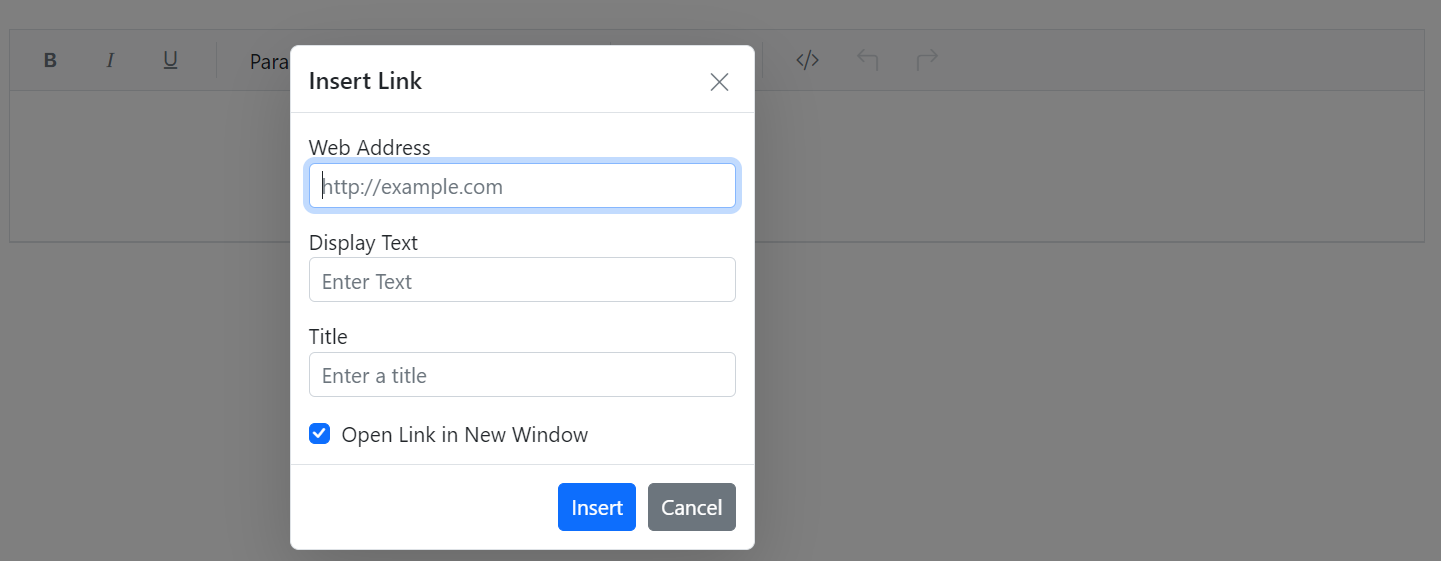 B I U Para </>
Insert Link
Web Address
http://example.com
Display Text
Enter Text
Title
Enter a title
Open Link in New Window
Insert Cancel